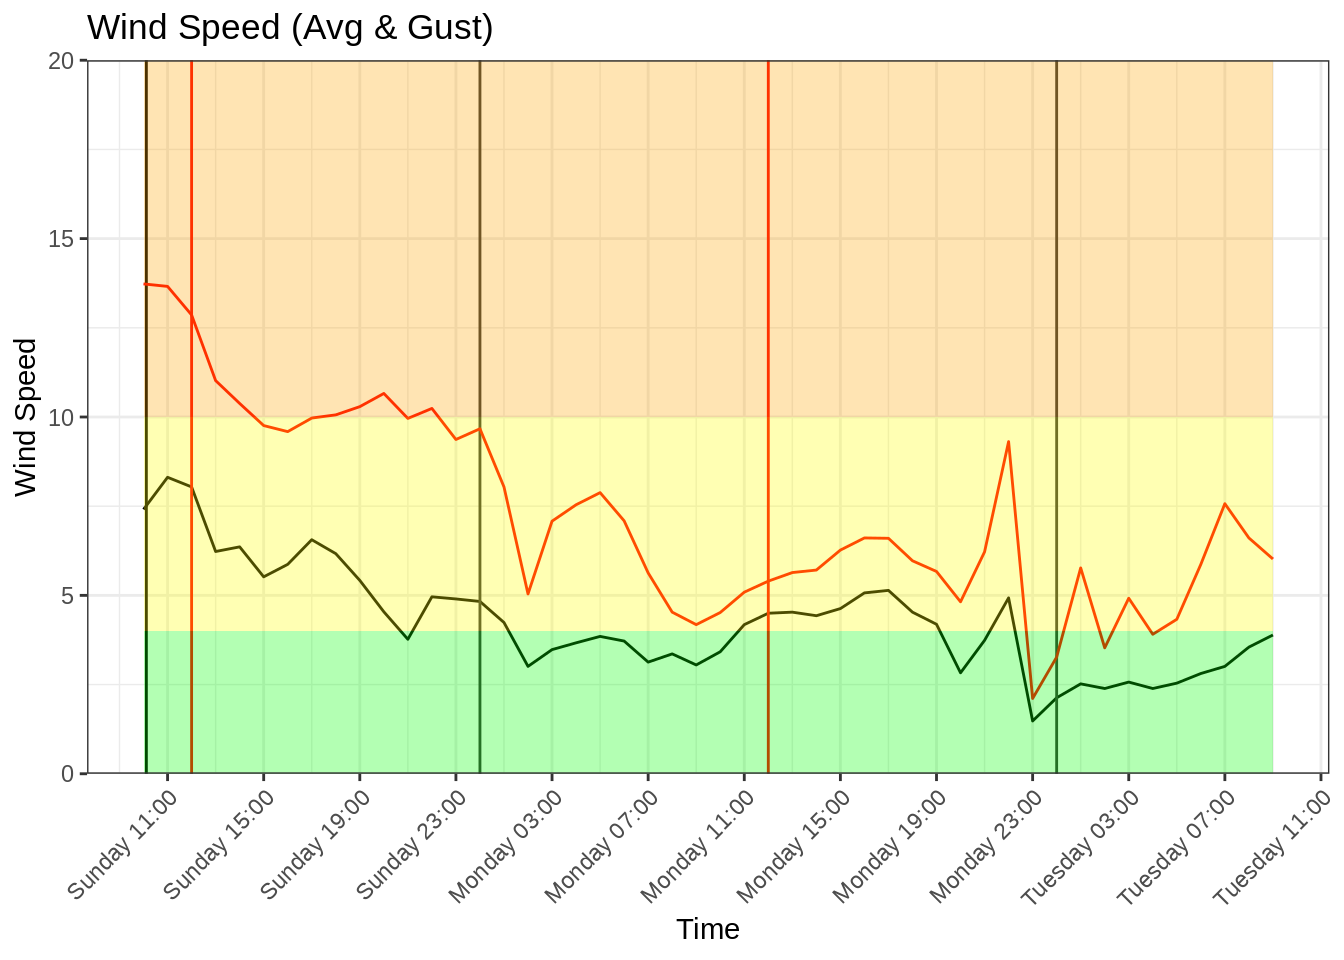 Wind Speed (Avg & Gust)
20
15
10
5
0
Wind Speed
Sunday 11:00
Sunday 15:00
Sunday 19:00
Sunday 23:00
Monday 03:00
Monday 07:00
Monday 11:00
Monday 15:00
Monday 19:00
Monday 23:00
Tuesday 03:00
Tuesday 07:00
Tuesday 11:00
Time